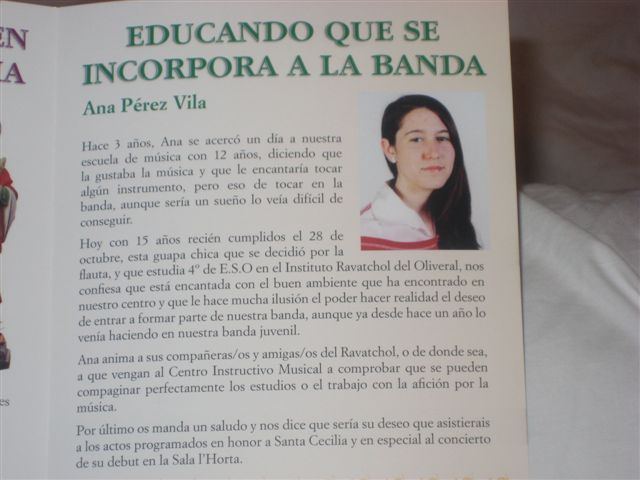 EN
IA
es
EDUCANDO QUE SE
INCORPORA A LA BANDA
Ana Pérez Vila
Hace 3 años, Ana se acercó un día a nuestra
escuela de música con 12 años, diciendo que
la gustaba la música y que le encantaría tocar
algún instrumento, pero eso de tocar en la
banda, aunque sería un sueño lo veía difícil de
conseguir.
Hoy con 15 años recién cumplidos el 28 de
octubre, esta guapa chica que se decidió por la
flauta, y que estudia 4º de E.S.O en el Instituto Ravatchol del Oliveral, nos
confiesa que está encantada con el buen ambiente que ha encontrado en
nuestro centro y que le hace mucha ilusión el poder hacer realidad el deseo
de entrar a formar parte de nuestra banda, aunque ya desde hace un año lo
venía haciendo en nuestra banda juvenil.
Ana anima a sus compañeras/os y amigas/os del Ravatchol, o de donde sea,
a que vengan al Centro Instructivo Musical a comprobar que se pueden
compaginar perfectamente los estudios o el trabajo con la afición por la
música.
Por último os manda un saludo y nos dice que sería su deseo que asistierais
a los actos programados en honor a Santa Cecilia y en especial al concierto
de su debut en la Sala l'Horta.